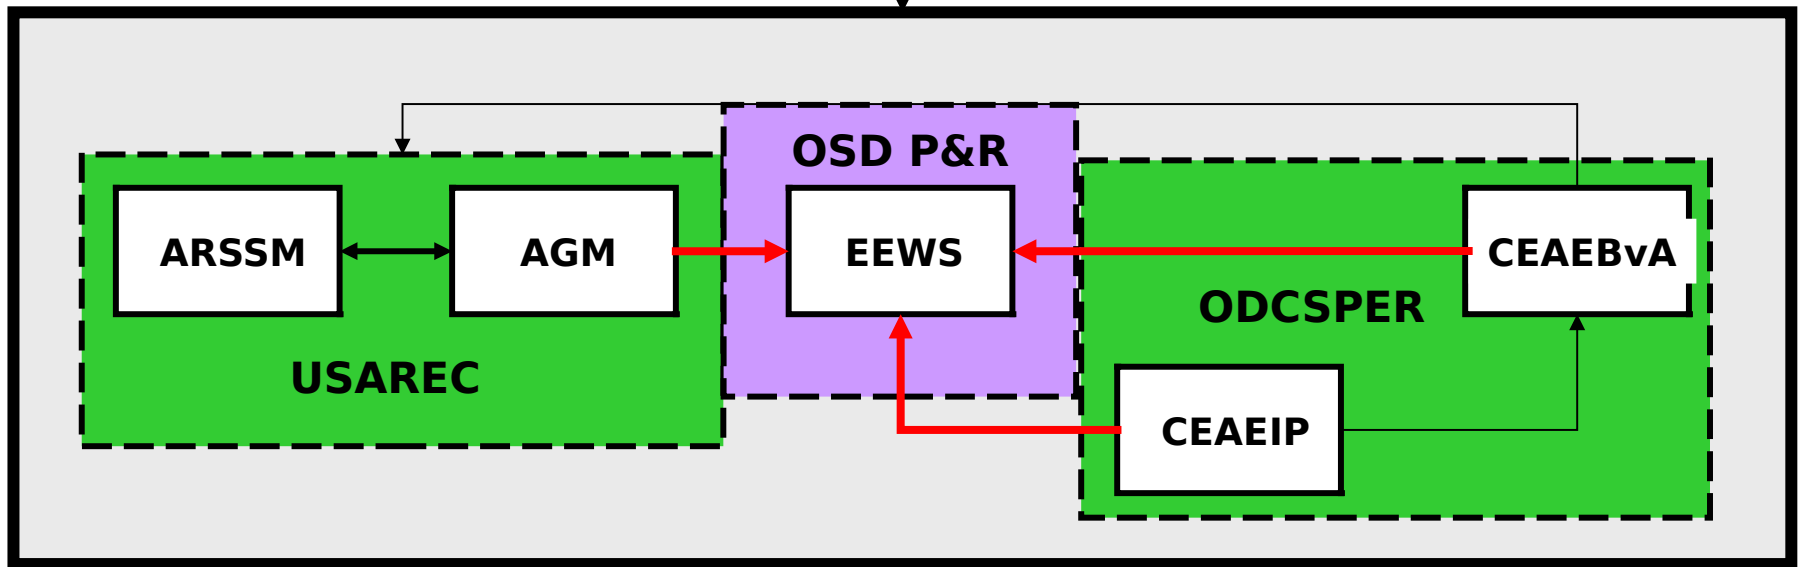 OSD P&R
ARSSM
AGM
EEWS
CEAEBvA
ODCSPER
USAREC
CEAEIP